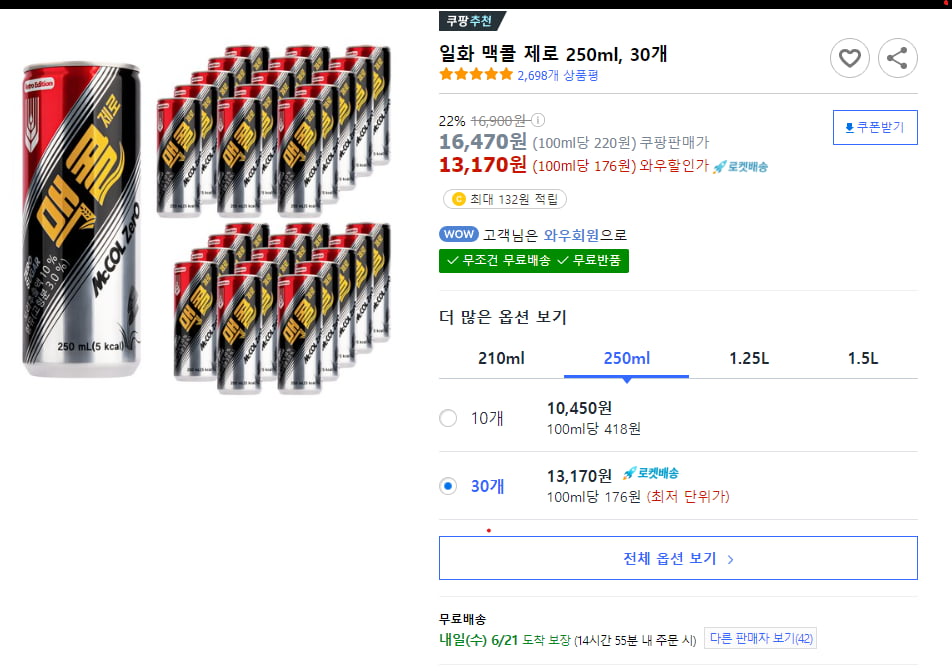 쿠팡추천
일화 맥콜 제로 250ml, 30개
2,698개 상품평
22% 16,900원
16,470원 (100ml당 220원) 쿠팡판매가
쿠폰받기
13,170원 (100ml당 176원) 와우할인가 로켓배송
최대 132원 적립
WOW 고객님은 와우회원으로
무조건 무료배송 무료반품
더 많은 옵션 보기
210ml 250ml 1.25L 1.5L
10개 10,450원
100ml당 418원
30개 13,170원 로켓배송
100ml당 176원 (최저 단위가)
전체 옵션 보기 >
무료배송
내일(수) 6/21 도착 보장 (14시간 55분 내 주문 시) 다른 판매자 보기(42)
맥콜 제로
McCOL Zero
250 mL(5 kcal)